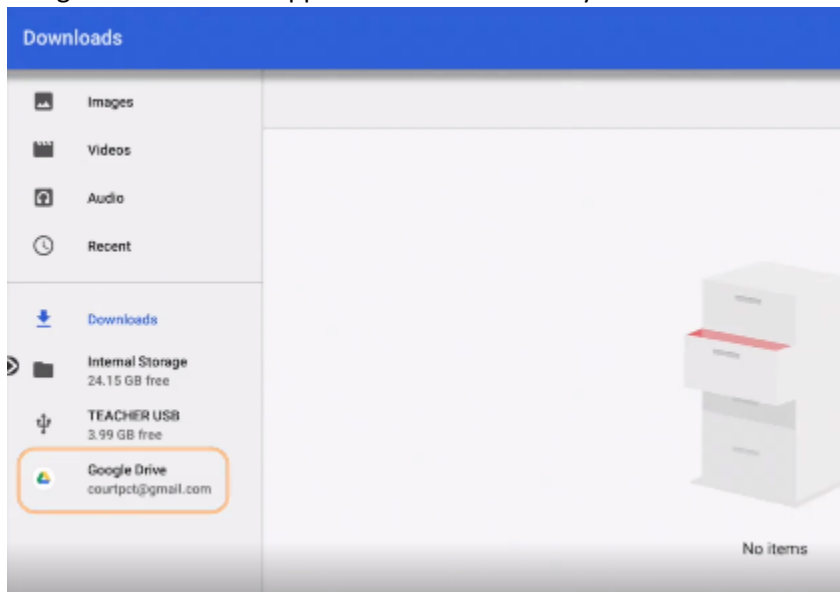 Downloads
Images
Videos
Audio
Recent
Downloads
Internal Storage
24.15 GB free
TEACHER USB
3.99 GB free
Google Drive
courtpct@gmail.com
No items